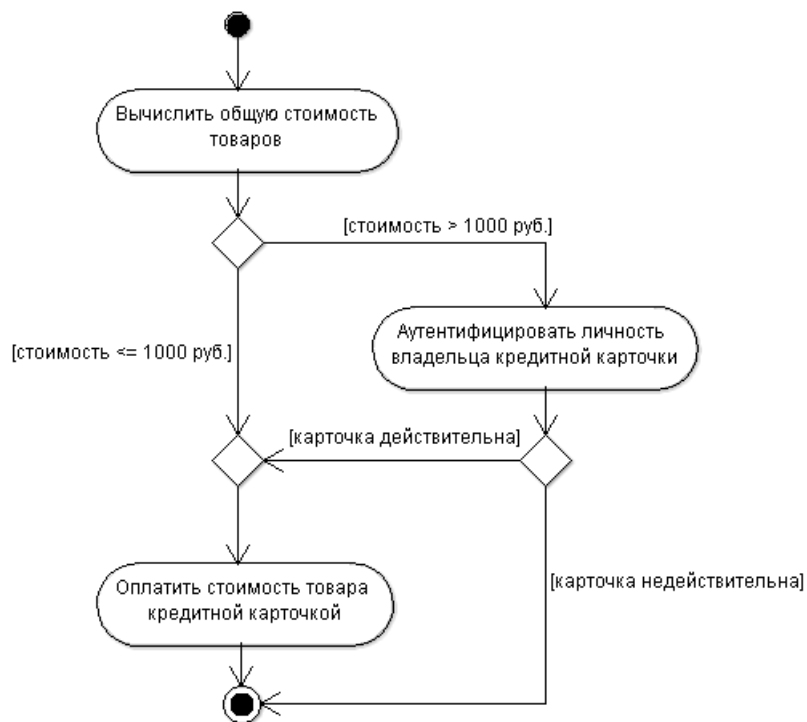 Вычислить общую стоимость
товаров
[стоимость > 1000 руб.]
Аутентифицировать личность
владельца кредитной карточки
[стоимость <= 1000 руб.]
[карточка действительна]
Оплатить стоимость товара
кредитной карточкой
[карточка недействительна]